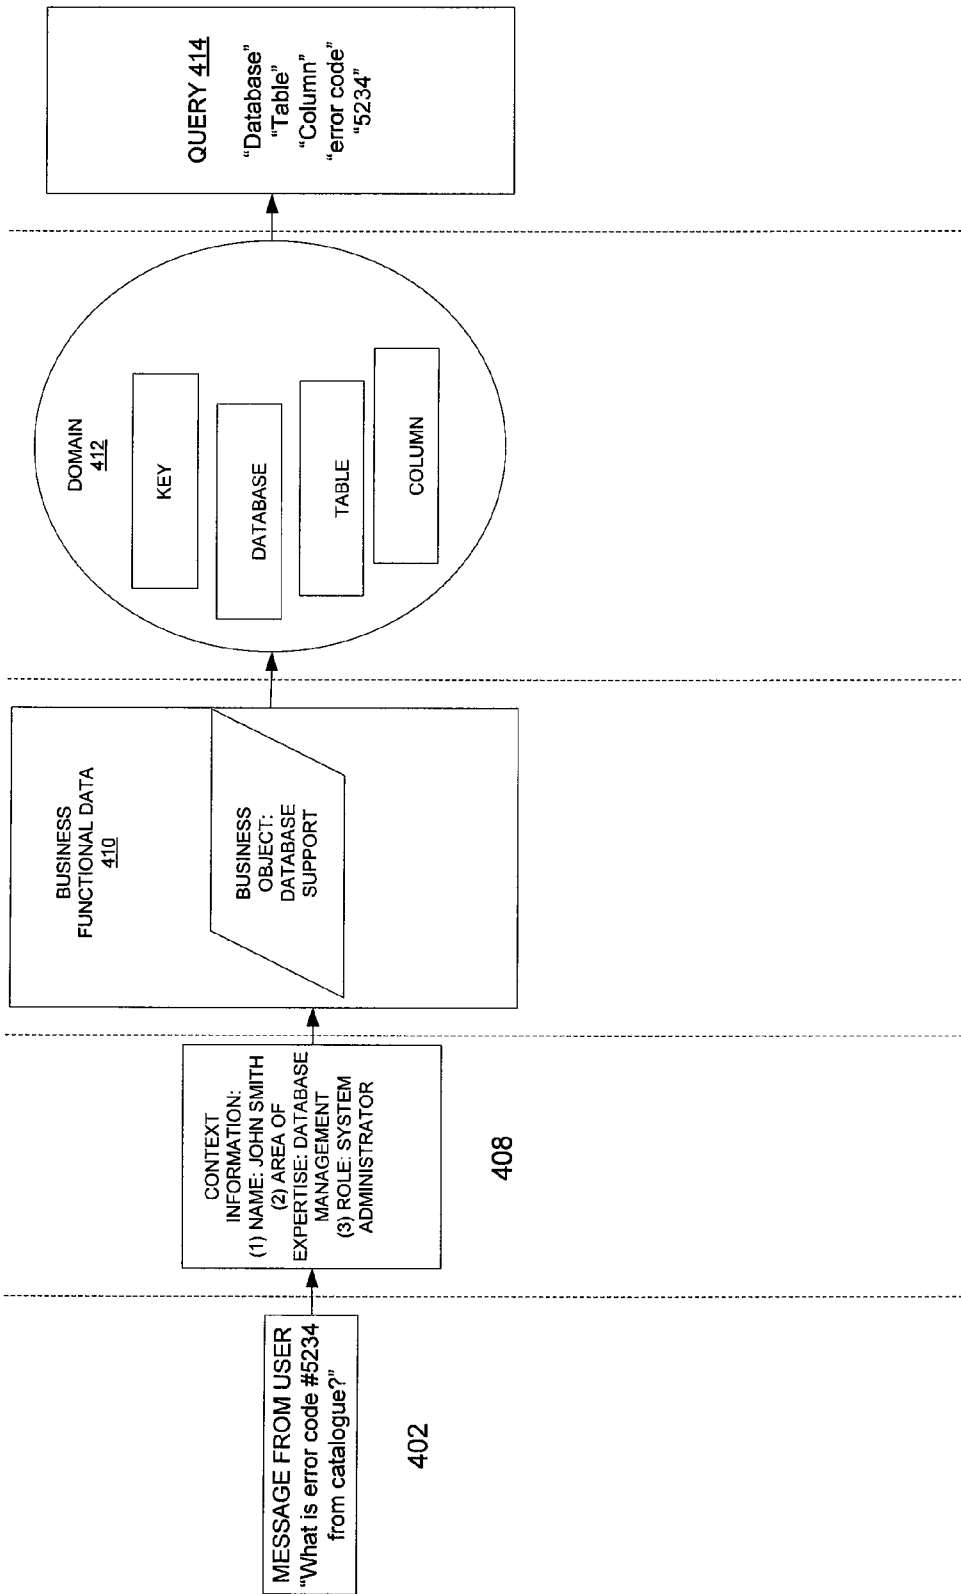 MESSAGE FROM USER
“What is error code #5234
from catalogue?”
402
CONTEXT
INFORMATION:
(1) NAME: JOHN SMITH
(2) AREA OF
EXPERTISE: DATABASE
MANAGEMENT
(3) ROLE: SYSTEM
ADMINISTRATOR
408
BUSINESS
FUNCTIONAL DATA
410
BUSINESS
OBJECT:
DATABASE
SUPPORT
DOMAIN
412
KEY
DATABASE
TABLE
COLUMN
QUERY 414
“Database”
“Table”
“Column”
“error code”
“5234”